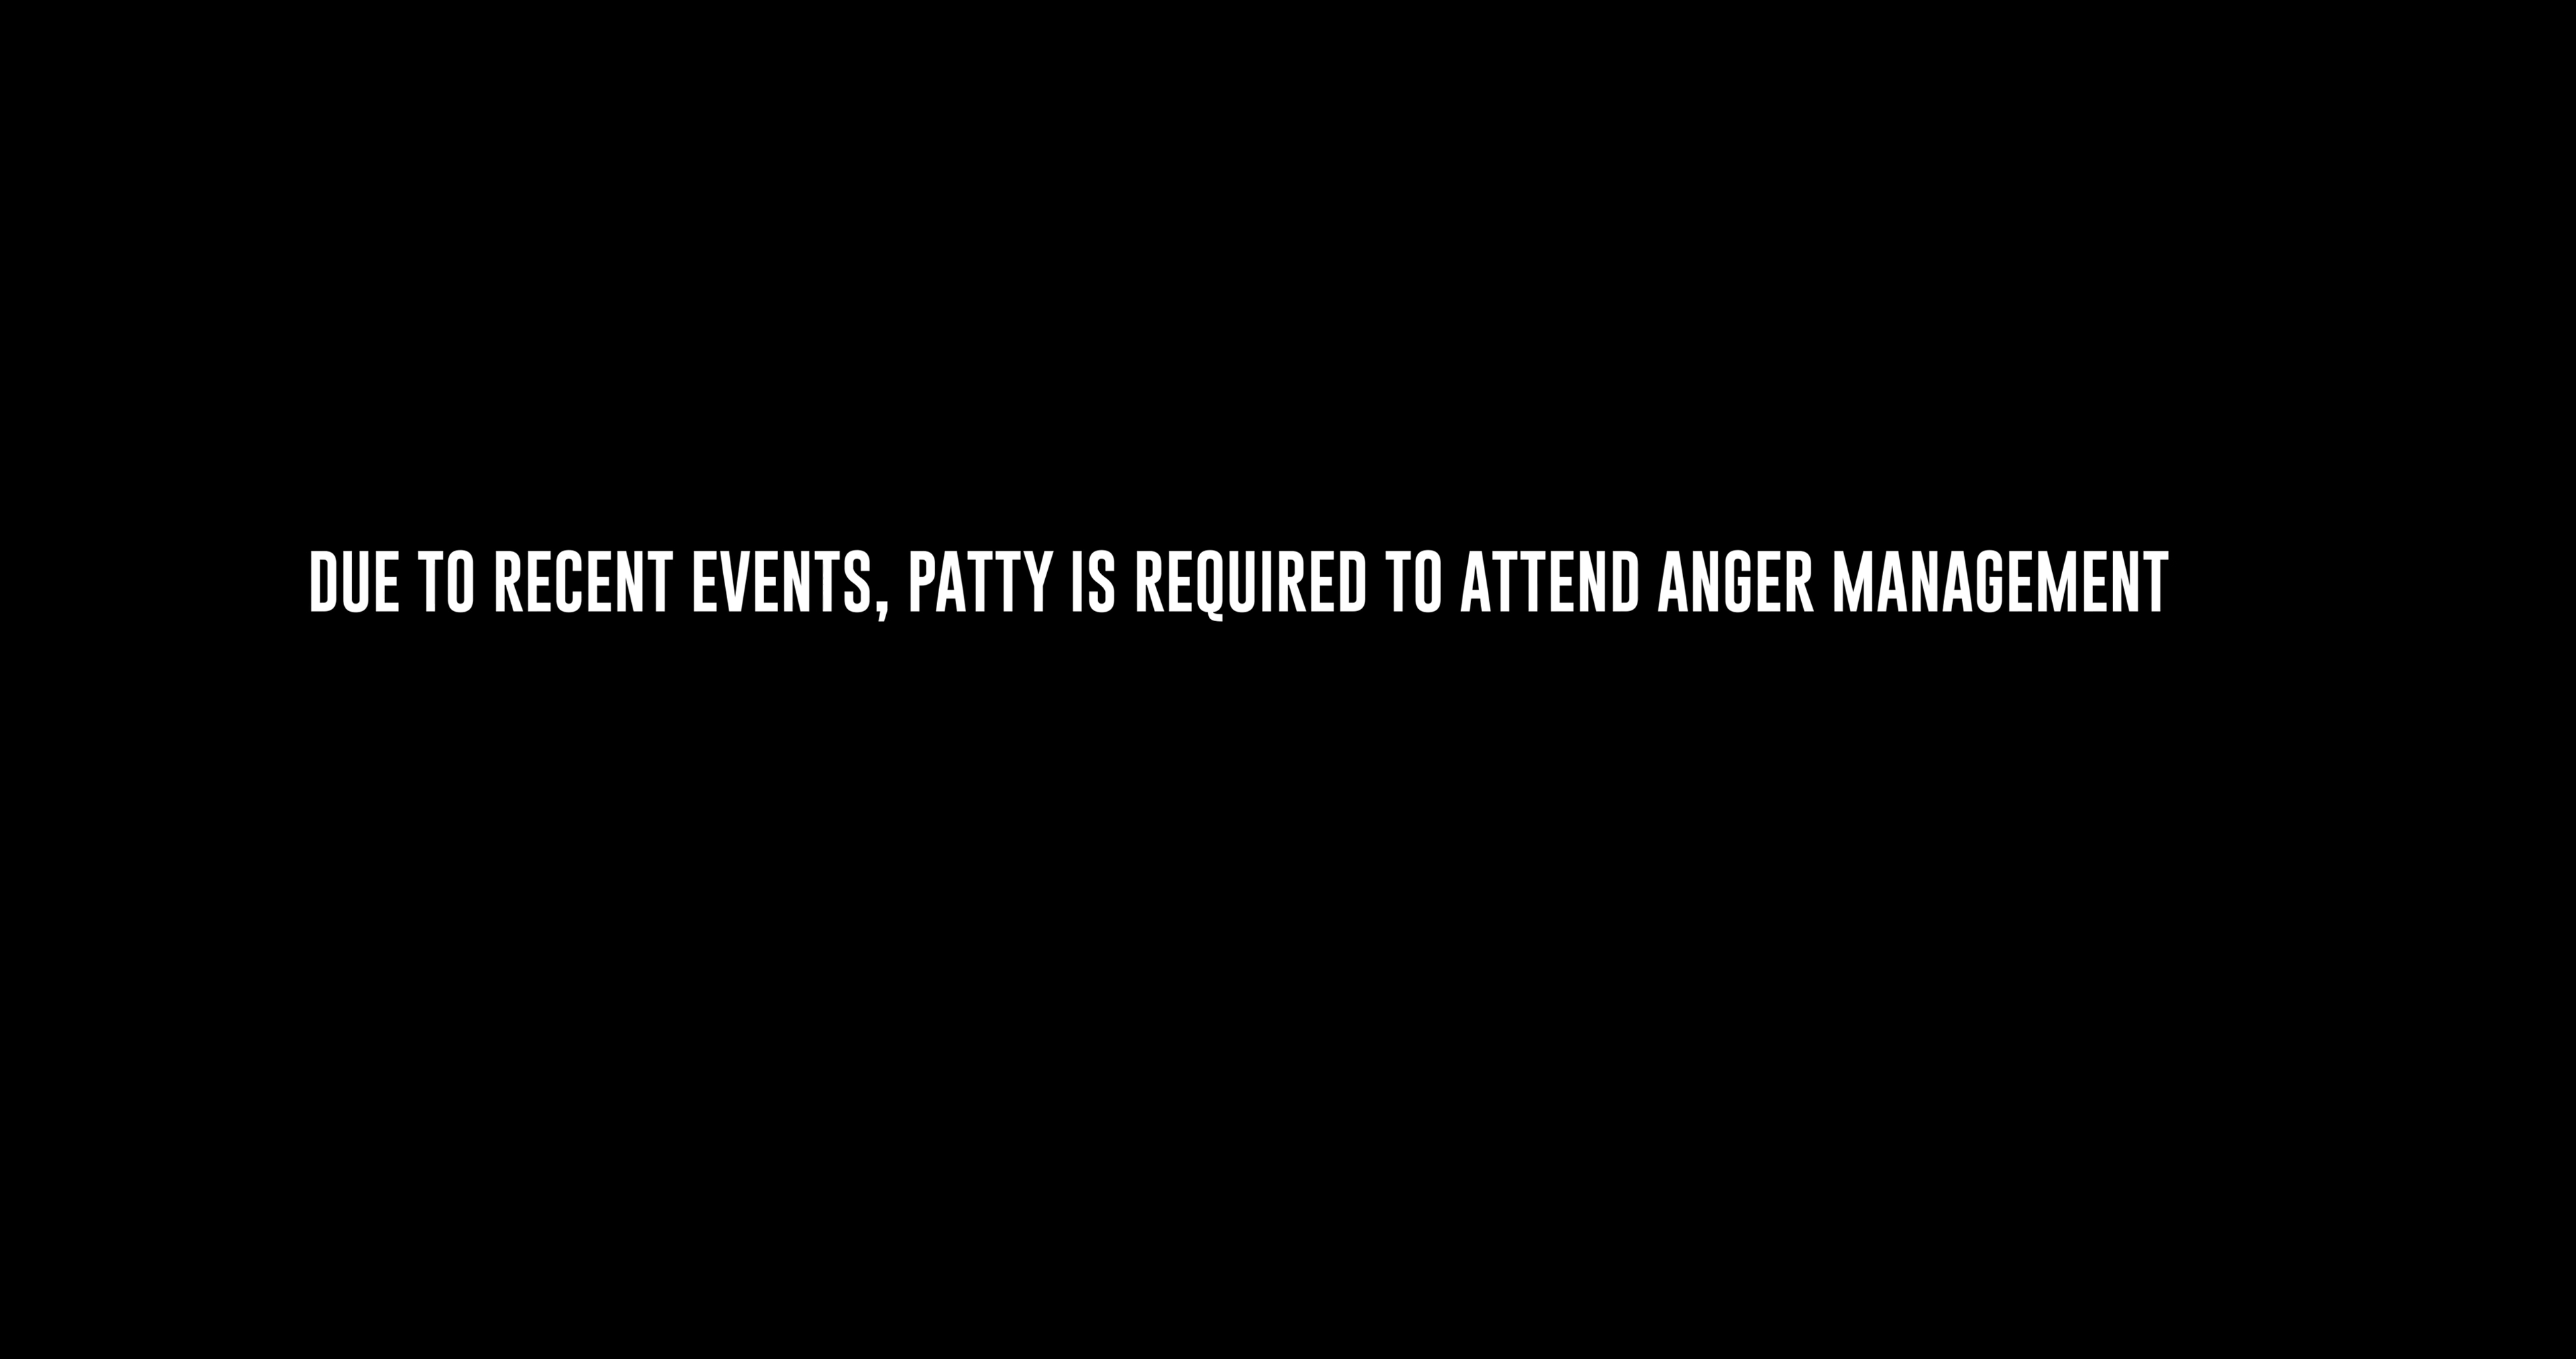 DUE TO RECENT EVENTS, PATTY IS REQUIRED TO ATTEND ANGER MANAGEMENT